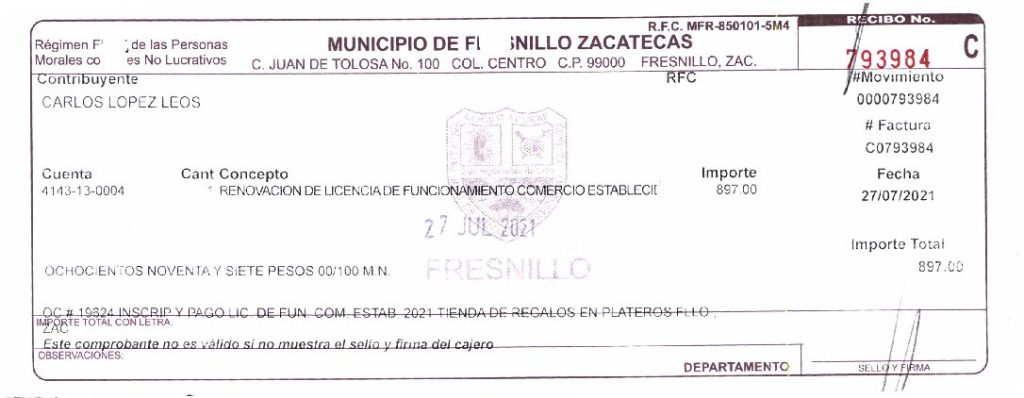 R.F.C. MFR-850101-5M4
RECIBO No.
793984 C
Régimen F de las Personas
Morales co es No Lucrativos
MUNICIPIO DE F SNILLO ZACATECAS
C. JUAN DE TOLOSA No. 100 COL. CENTRO C.P. 99000 FRESNILLO, ZAC.
Contribuyente RFC #Movimiento
CARLOS LOPEZ LEOS 0000793984
# Factura
C0793984
Cuenta Cant Concepto Importe Fecha
4143-13-0004 1 RENOVACION DE LICENCIA DE FUNCIONAMIENTO COMERCIO ESTABLECI 897.00 27/07/2021
27 JUL 2021
FRESNILLO
Importe Total
897.00
OCHOCIENTOS NOVENTA Y SIETE PESOS 00/100 M.N.
OC # 19624 INSCRIP Y PAGO LIC. DE FUN. COM. ESTAB. 2021 TIENDA DE REGALOS EN PLATEROS FLLO.,
ZAC
IMPORTE TOTAL CON LETRA:
Este comprobante no es válido si no muestra el sello y firma del cajero
OBSERVACIONES:
DEPARTAMENTO
SELLO Y FIRMA